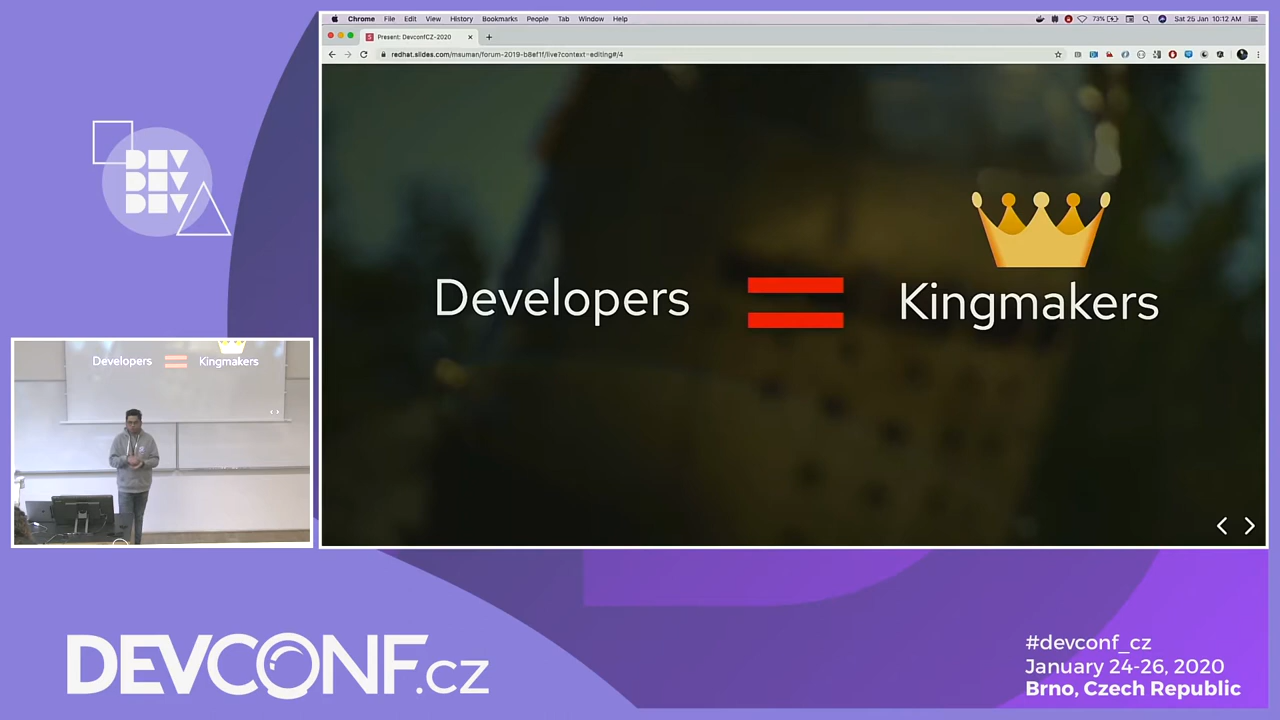 Chrome File Edit View History Bookmarks People Tab Window Help
73%
Sat 25 Jan 10:12 AM
Present: DevconfCZ-2020
redhat.slides.com/msuman/forum-2019-b8ef1f/live?context=editing#/4
DEV
DEV
DEV
Developers = Kingmakers
Developers = Kingmakers
DEVCONF.cz
#devconf_cz
January 24-26, 2020
Brno, Czech Republic